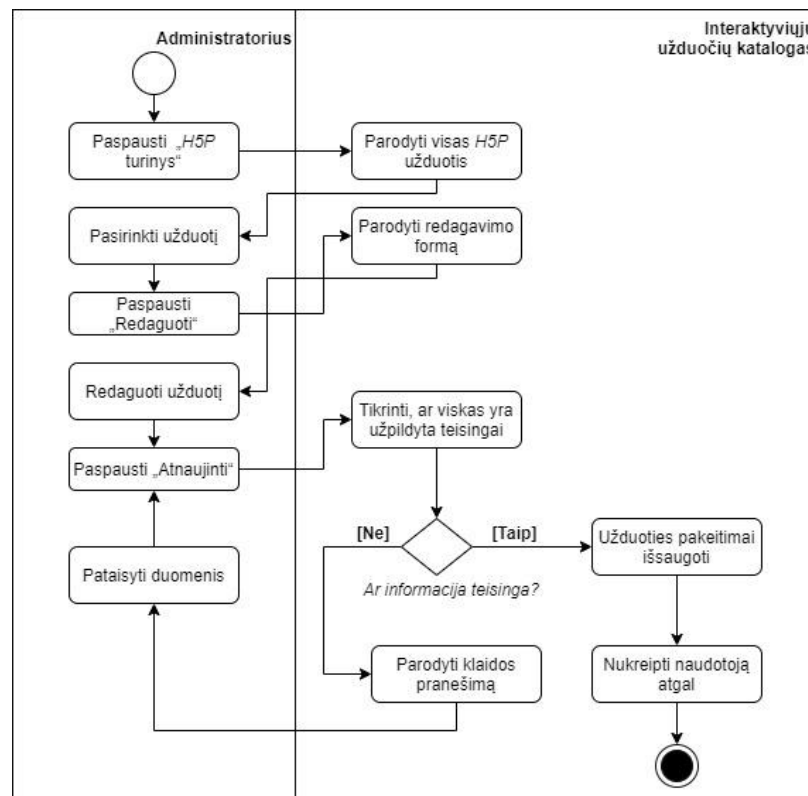 Administratorius
Interaktyviųjų
užduočių katalogas
Paspausti „H5P
turinys“
Parodyti visas H5P
užduotis
Pasirinkti užduotį
Parodyti redagavimo
formą
Paspausti
„Redaguoti“
Redaguoti užduotį
Tikrinti, ar viskas yra
užpildyta teisingai
Paspausti „Atnaujinti“
[Ne]
[Taip]
Užduoties pakeitimai
išsaugoti
Pataisyti duomenis
Ar informacija teisinga?
Parodyti klaidos
pranešimą
Nukreipti naudotoją
atgal